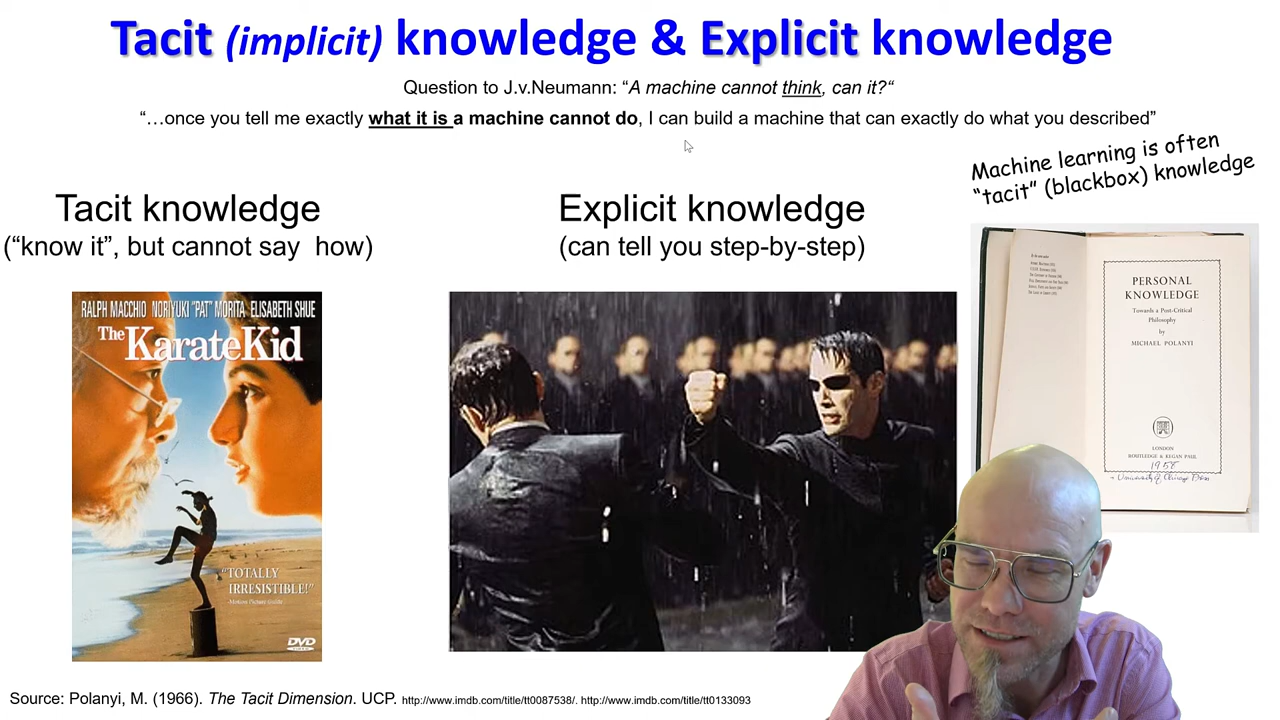 Tacit (implicit) knowledge & Explicit knowledge
Question to J.v.Neumann: “A machine cannot think, can it?“
“…once you tell me exactly what it is a machine cannot do, I can build a machine that can exactly do what you described”
Machine learning is often
“tacit” (blackbox) knowledge
Tacit knowledge
(“know it”, but cannot say how)
Explicit knowledge
(can tell you step-by-step)
RALPH MACCHIO NORIYUKI "PAT" MORITA ELISABETH SHUE
The Karate Kid
"TOTALLY
IRRESISTIBLE!"
DVD
VIDEO
PERSONAL
KNOWLEDGE
Towards a Post-Critical
Philosophy
by
MICHAEL POLANYI
LONDON
ROUTLEDGE & KEGAN PAUL
University of Chicago Press
Source: Polanyi, M. (1966). The Tacit Dimension. UCP. http://www.imdb.com/title/tt0087538/. http://www.imdb.com/title/tt0133093